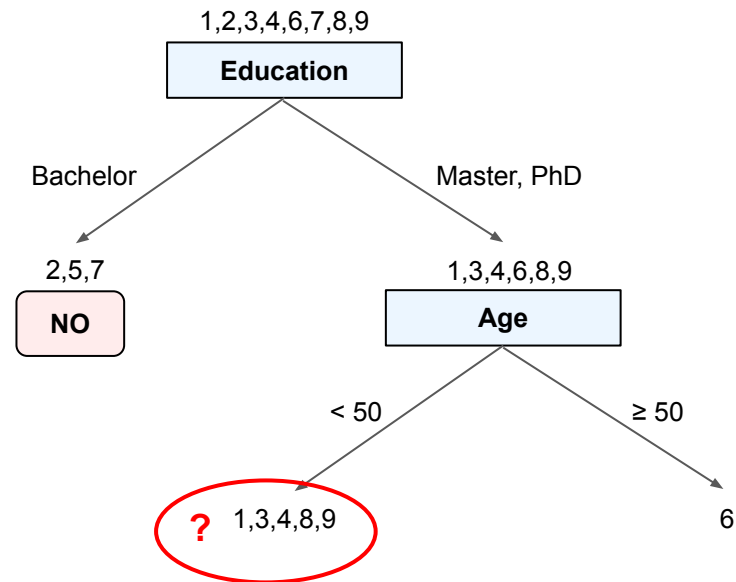 1,2,3,4,6,7,8,9
Education
Bachelor
Master, PhD
2,5,7
NO
1,3,4,6,8,9
Age
< 50
≥ 50
? 1,3,4,8,9
6